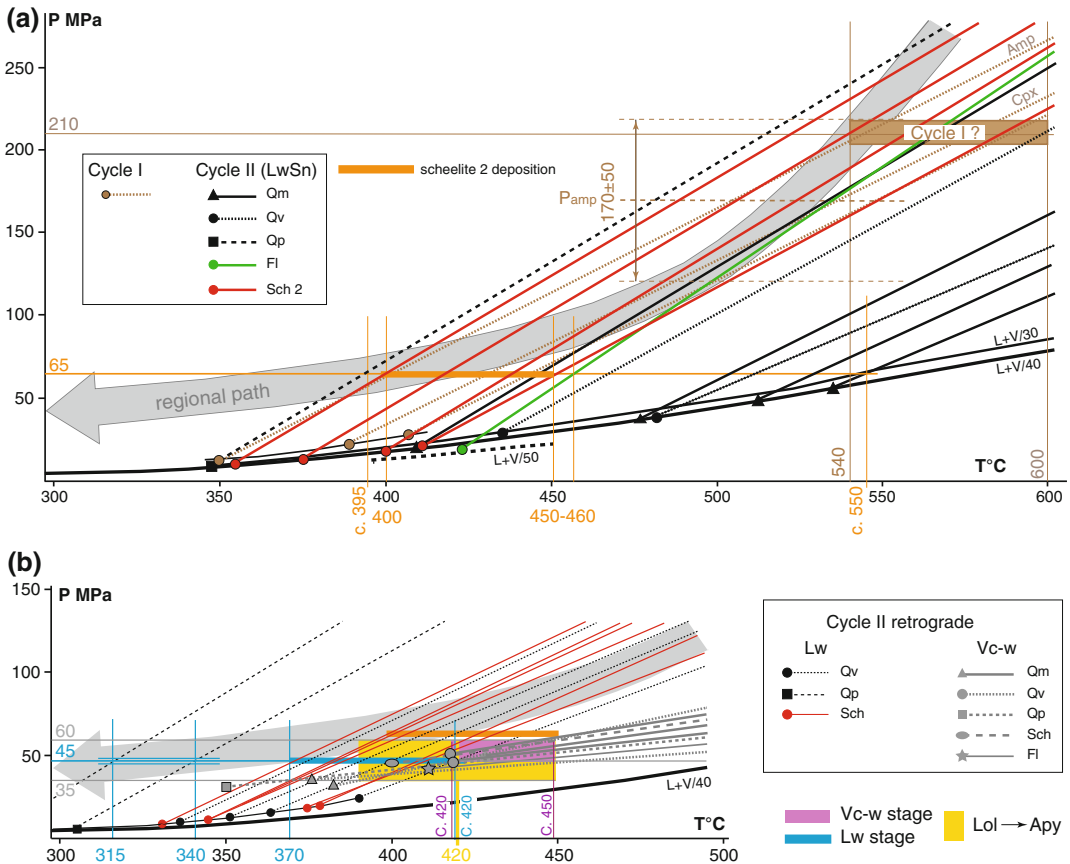 (a)
P MPa
250
210
200
150
100
65
50
Cycle I
Cycle II (LwSn)
Qm
Qv
Qp
Fl
Sch 2
scheelite 2 deposition
Amp
Cpx
Cycle I ?
Pamp
170±50
regional path
L+V/30
L+V/40
L+V/50
T°C
300
350
400
450
500
550
600
c. 395
400
450-460
540
c. 550
600
(b)
P MPa
150
100
60
50
45
35
L+V/40
T°C
300
350
400
450
500
315
340
370
420
C. 420
C. 420
C. 450
Cycle II retrograde
Lw
Vc-w
Qv
Qp
Sch
Qm
Qv
Qp
Sch
Fl
Vc-w stage
Lw stage
Lol → Apy